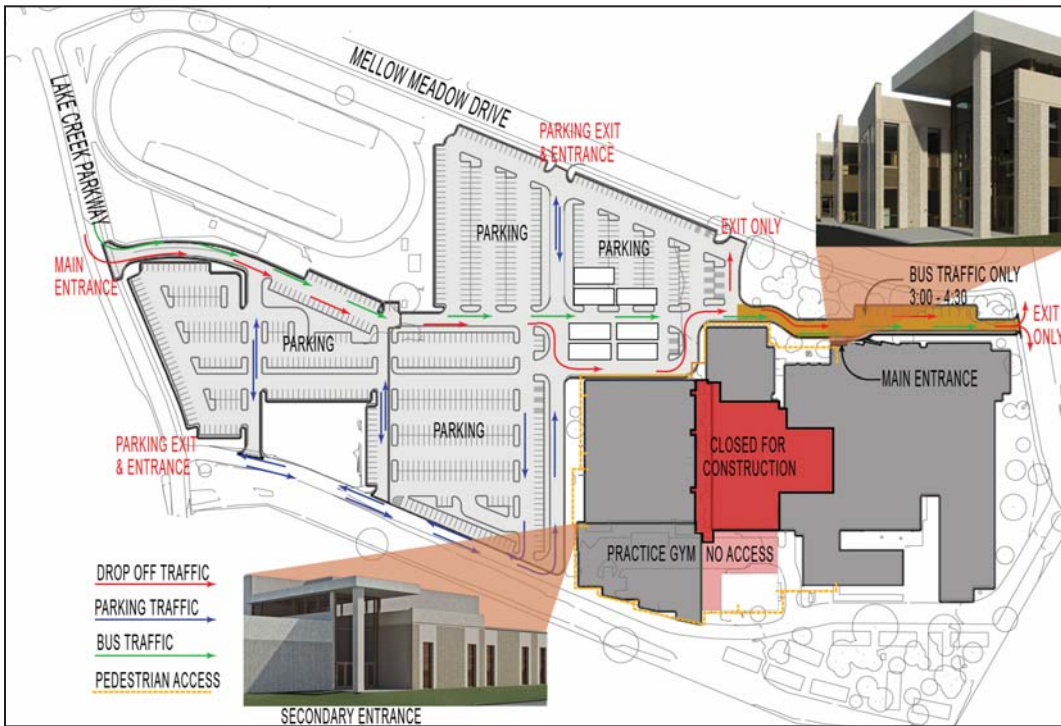 MELLOW MEADOW DRIVE
LAKE CREEK PARKWAY
PARKING EXIT
& ENTRANCE
PARKING
PARKING
EXIT ONLY
MAIN
ENTRANCE
BUS TRAFFIC ONLY
3:00 - 4:30
EXIT
ONLY
PARKING
MAIN ENTRANCE
PARKING
PARKING EXIT
& ENTRANCE
CLOSED FOR
CONSTRUCTION
PRACTICE GYM
NO ACCESS
DROP OFF TRAFFIC
PARKING TRAFFIC
BUS TRAFFIC
PEDESTRIAN ACCESS
SECONDARY ENTRANCE